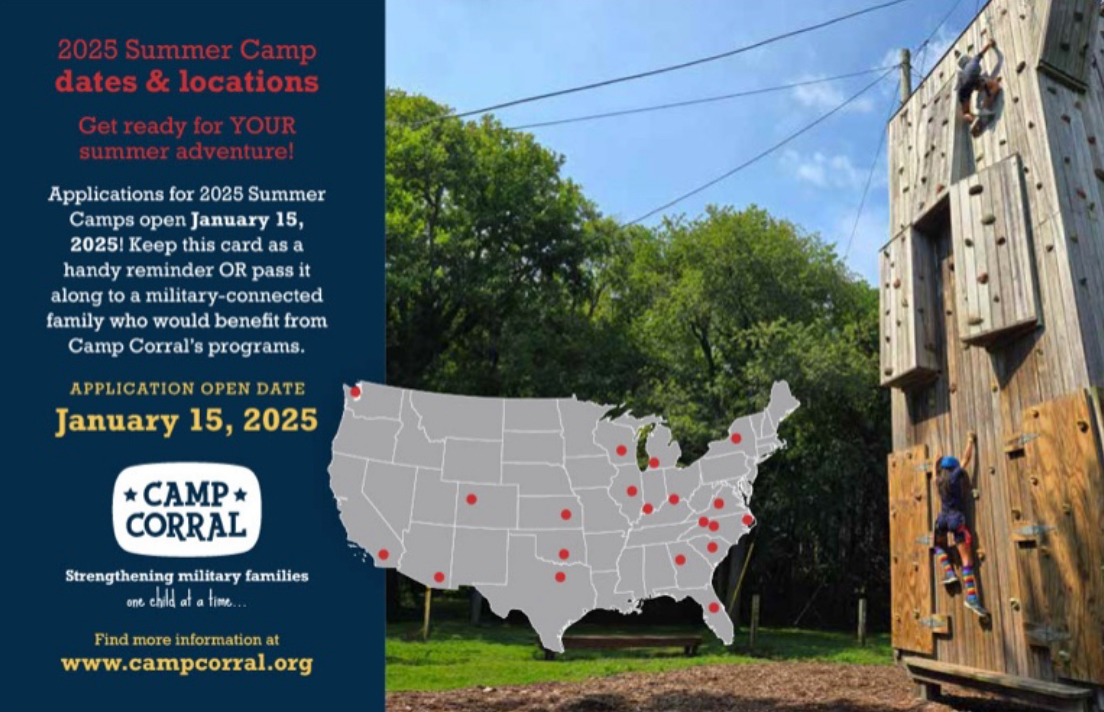 2025 Summer Camp
dates & locations
Get ready for YOUR
summer adventure!
Applications for 2025 Summer
Camps open January 15,
2025! Keep this card as a
handy reminder OR pass it
along to a military-connected
family who would benefit from
Camp Corral's programs.
APPLICATION OPEN DATE
January 15, 2025
CAMP
CORRAL
Strengthening military families
one child at a time...
Find more information at
www.campcorral.org